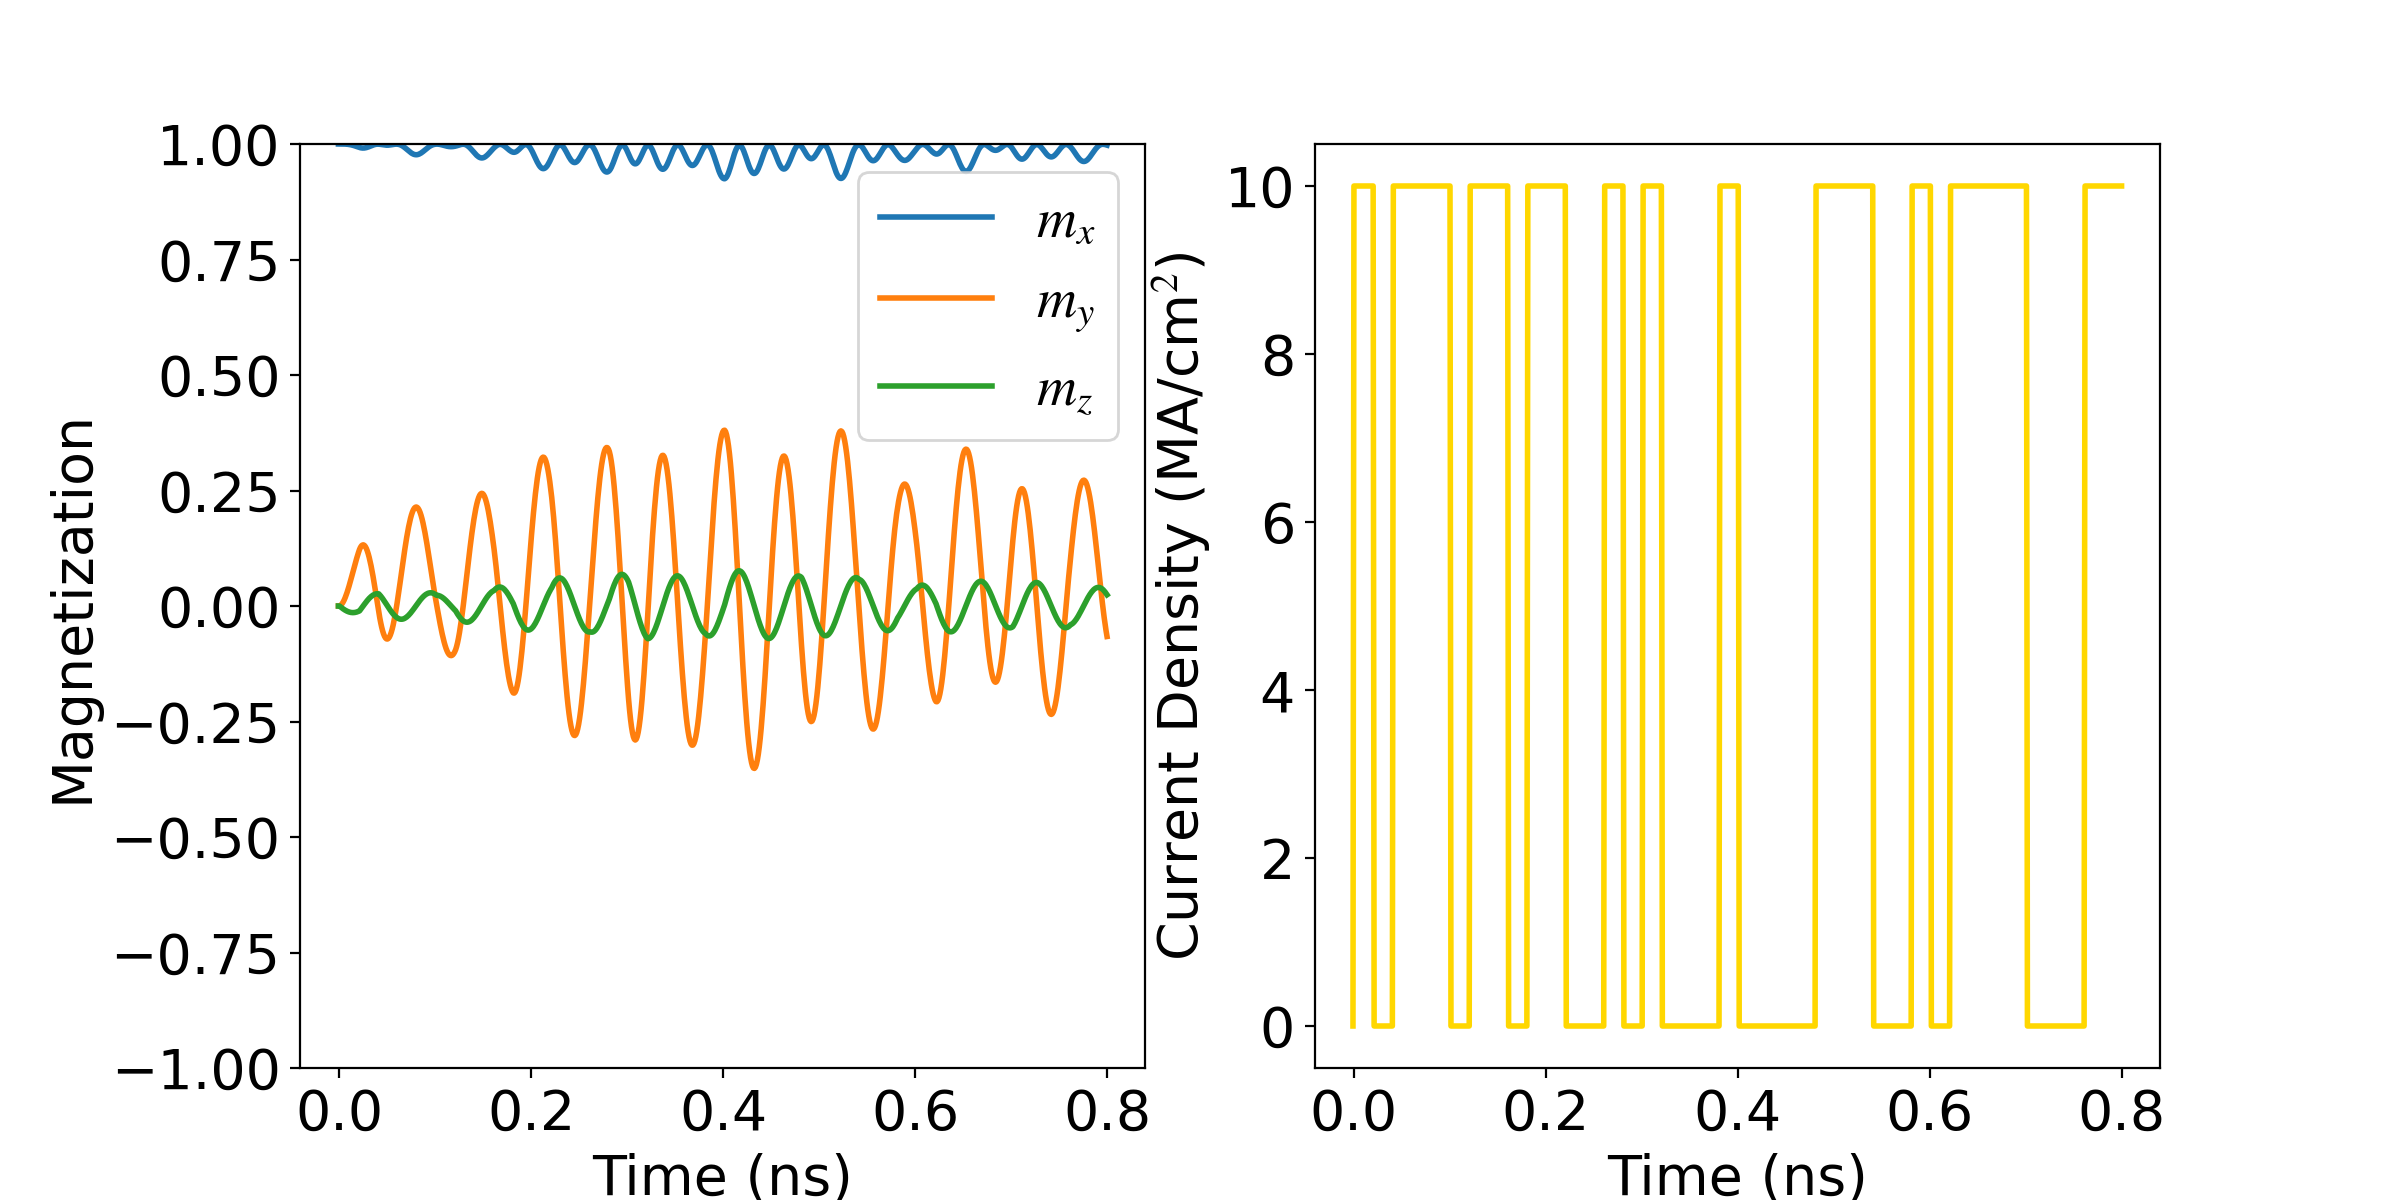 1.00
0.75
0.50
0.25
0.00
−0.25
−0.50
−0.75
−1.00
Magnetization
0.0 0.2 0.4 0.6 0.8
Time (ns)
m_x
m_y
m_z
10
8
6
4
2
0
Current Density (MA/cm²)
0.0 0.2 0.4 0.6 0.8
Time (ns)